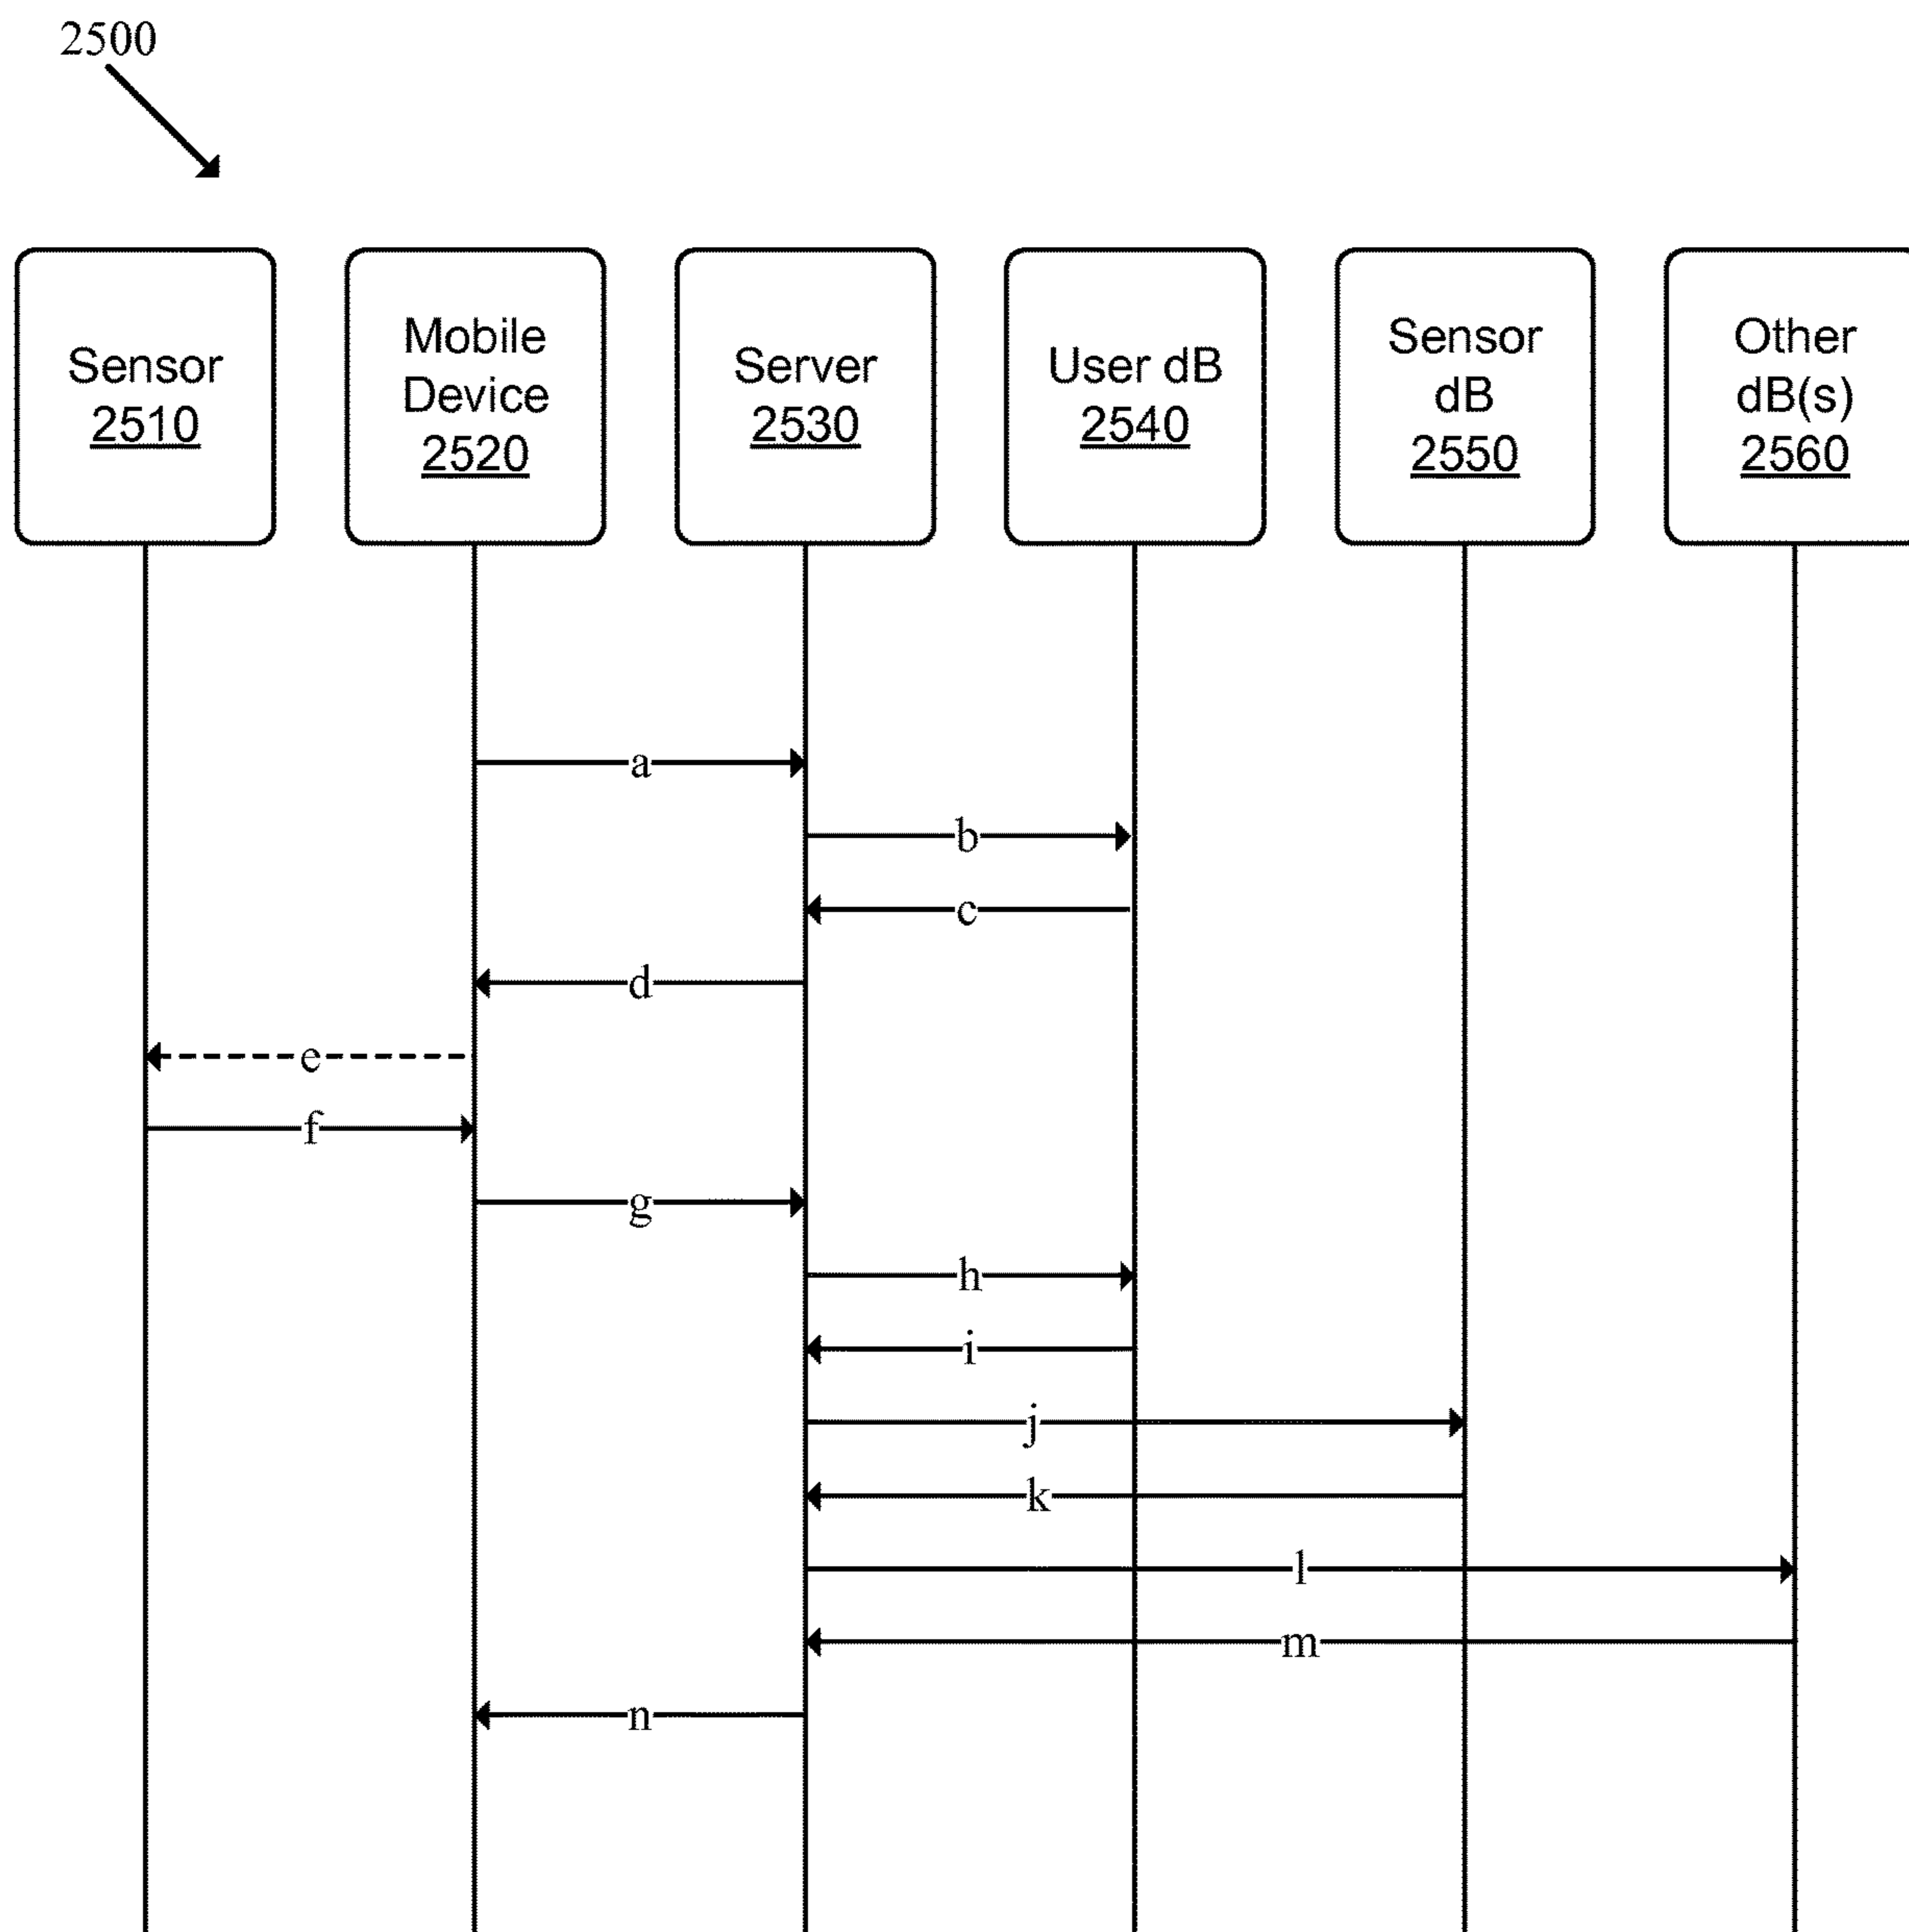 2500
Sensor
2510
Mobile
Device
2520
Server
2530
User dB
2540
Sensor
dB
2550
Other
dB(s)
2560
a
b
c
d
e
f
g
h
i
j
k
l
m
n